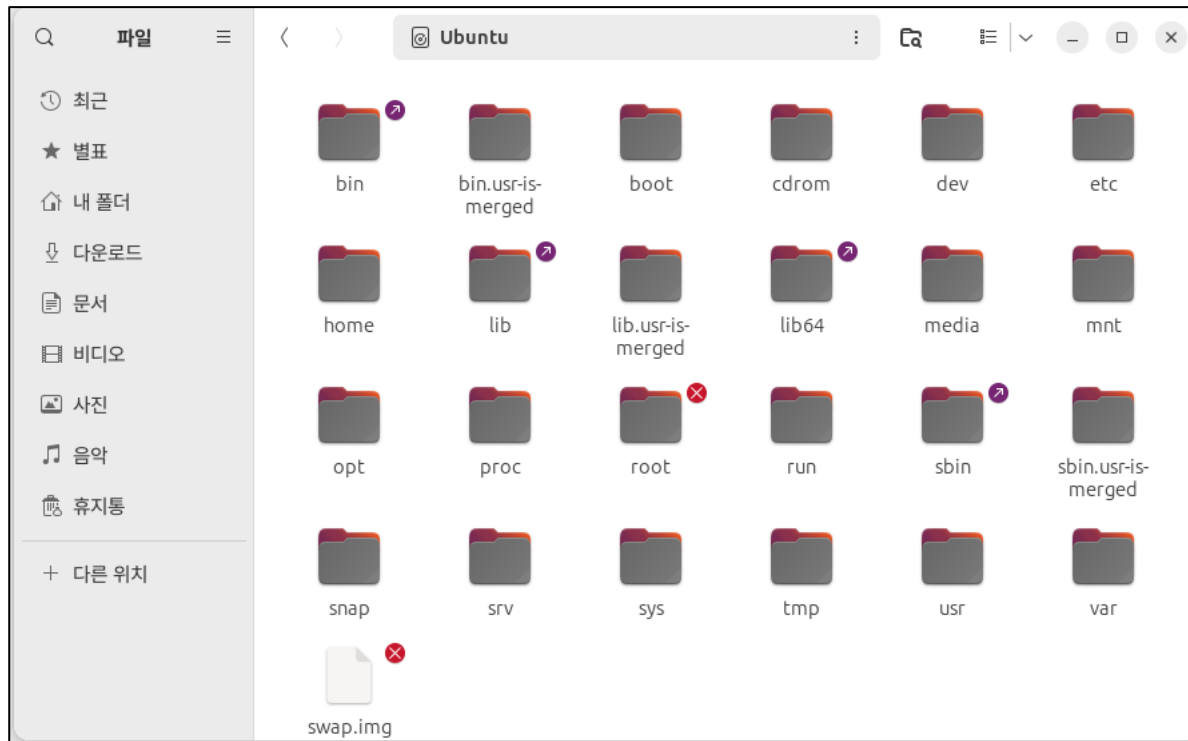 파일
Ubuntu
최근
별표
내 폴더
다운로드
문서
비디오
사진
음악
휴지통
다른 위치
bin
bin.usr-is-
merged
boot
cdrom
dev
etc
home
lib
lib.usr-is-
merged
lib64
media
mnt
opt
proc
root
run
sbin
sbin.usr-is-
merged
snap
srv
sys
tmp
usr
var
swap.img